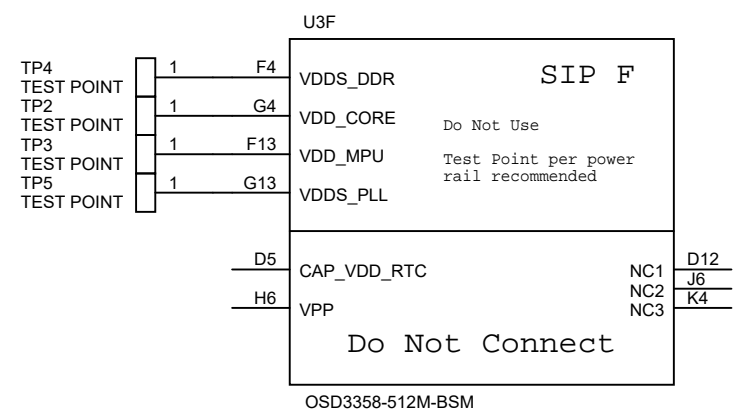 U3F
TP4
TEST POINT
1
F4
VDDS_DDR
SIP F
TP2
TEST POINT
1
G4
VDD_CORE
Do Not Use
TP3
TEST POINT
1
F13
VDD_MPU
Test Point per power
rail recommended
TP5
TEST POINT
1
G13
VDDS_PLL
D5
CAP_VDD_RTC
NC1
D12
NC2
J6
H6
VPP
NC3
K4
Do Not Connect
OSD3358-512M-BSM